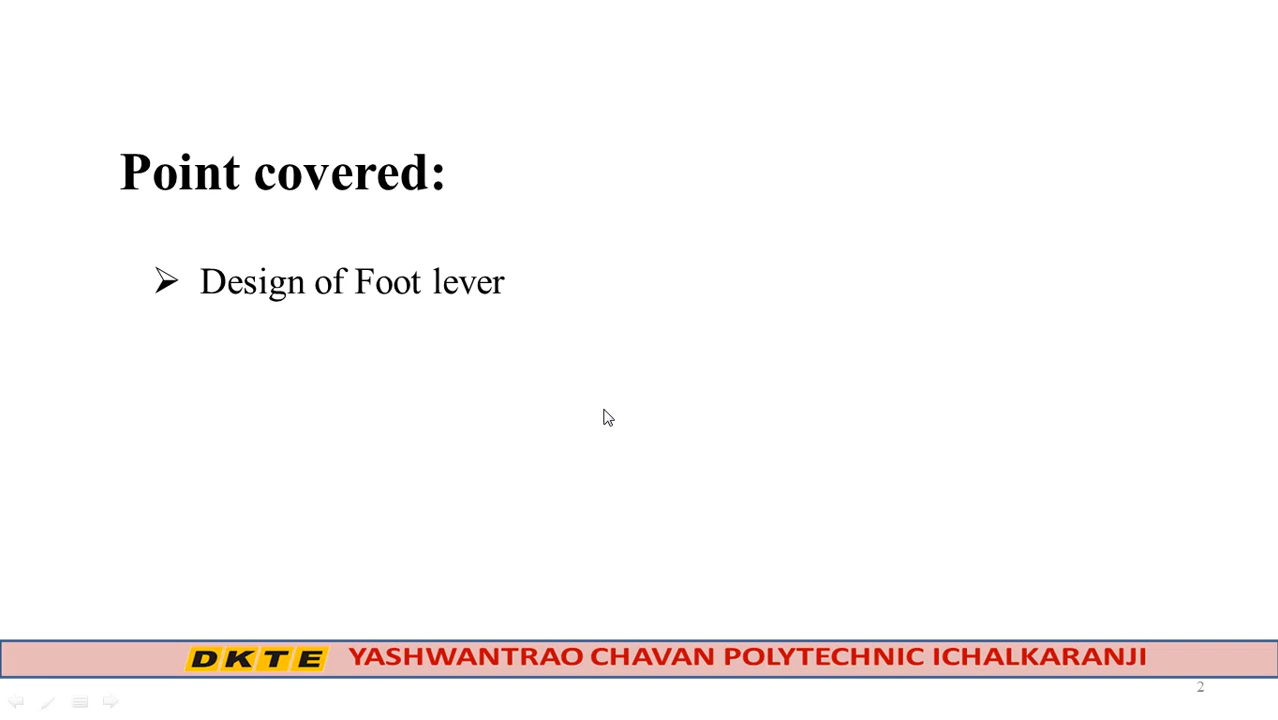 Point covered:
Design of Foot lever
DKTE YASHWANTRAO CHAVAN POLYTECHNIC ICHALKARANJI
2